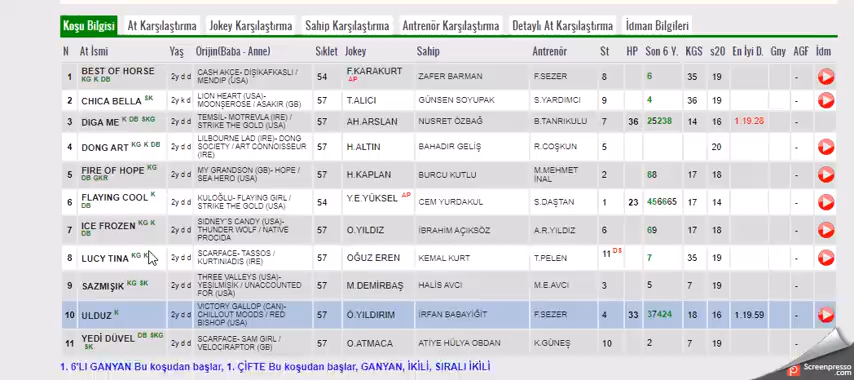 Koşu Bilgisi At Karşılaştırma Jokey Karşılaştırma Sahip Karşılaştırma Antrenör Karşılaştırma Detaylı At Karşılaştırma İdman Bilgileri
N At İsmi Yaş Orijin(Baba - Anne) Sıklet Jokey Sahip Antrenör St HP Son 6 Y. KGS s20 En İyi D. Gny AGF İdm
1 BEST OF HORSE KG K DB 2y d d CASH AKÇE- DİŞİKAFKASLI / MENDIP (USA) 54 F.KARAKURT AP ZAFER BARMAN F.SEZER 8 6 35 19 -
2 CHICA BELLA SK 2y k d LION HEART (USA)- MOONŞEROSE / ASAKIR (GB) 57 T.ALICI GÜNSEN SOYUPAK S.YARDIMCI 9 4 36 19 -
3 DIGA ME K DB SKG 2y d d TEMSİL- MOTREVLA (IRE) / STRIKE THE GOLD (USA) 57 AH.ARSLAN NUSRET ÖZBAĞ B.TANRIKULU 7 36 25238 14 16 1.19.28 -
4 DONG ART KG K DB 2y d d LILBOURNE LAD (IRE)- DONG SOCIETY / ART CONNOISSEUR (IRE) 57 H.ALTIN BAHADIR GELİŞ R.COŞKUN 5 20 -
5 FIRE OF HOPE KG DB GKR 2y d d MY GRANDSON (GB)- HOPE / SEA HERO (USA) 57 H.KAPLAN BURCU KUTLU M.MEHMET İNAL 2 68 17 18 -
6 FLAYING COOL K DB 2y d d KULOĞLU- FLAYING GIRL / STRIKE THE GOLD (USA) 54 Y.E.YÜKSEL AP CEM YURDAKUL S.DAŞTAN 1 23 456665 17 14 -
7 ICE FROZEN KG K DB 2y d d SIDNEY'S CANDY (USA)- THUNDER WOLF / NATIVE PROCIDA 57 O.YILDIZ İBRAHİM AÇIKSÖZ A.R.YILDIZ 6 69 17 18 -
8 LUCY TINA KG K 2y d d SCARFACE- TASSOS / KURTINIADIS (IRE) 57 OĞUZ EREN KEMAL KURT T.PELEN 11 DS 7 35 19 -
9 SAZMIŞIK KG SK 2y d d THREE VALLEYS (USA)- YEŞİLMIŞIK / UNACCOUNTED FOR (USA) 57 M.DEMİRBAŞ HALİS AVCI M.E.AVCI 3 5 7 19 -
10 ULDUZ K 2y d d VICTORY GALLOP (CAN)- CHILLOUT MOODS / RED BISHOP (USA) 57 Ö.YILDIRIM İRFAN BABAYİĞİT F.SEZER 4 33 37424 18 16 1.19.59 -
11 YEDİ DÜVEL DB SKG SK 2y d d SCARFACE- SAM GIRL / VELOCIRAPTOR (GB) 57 O.ATMACA ATİYE HÜLYA OBDAN K.GÜNEŞ 10 2 7 19 -
1. 6'LI GANYAN Bu koşudan başlar, 1. ÇİFTE Bu koşudan başlar, GANYAN, İKİLİ, SIRALI İKİLİ
Screenpresso.com